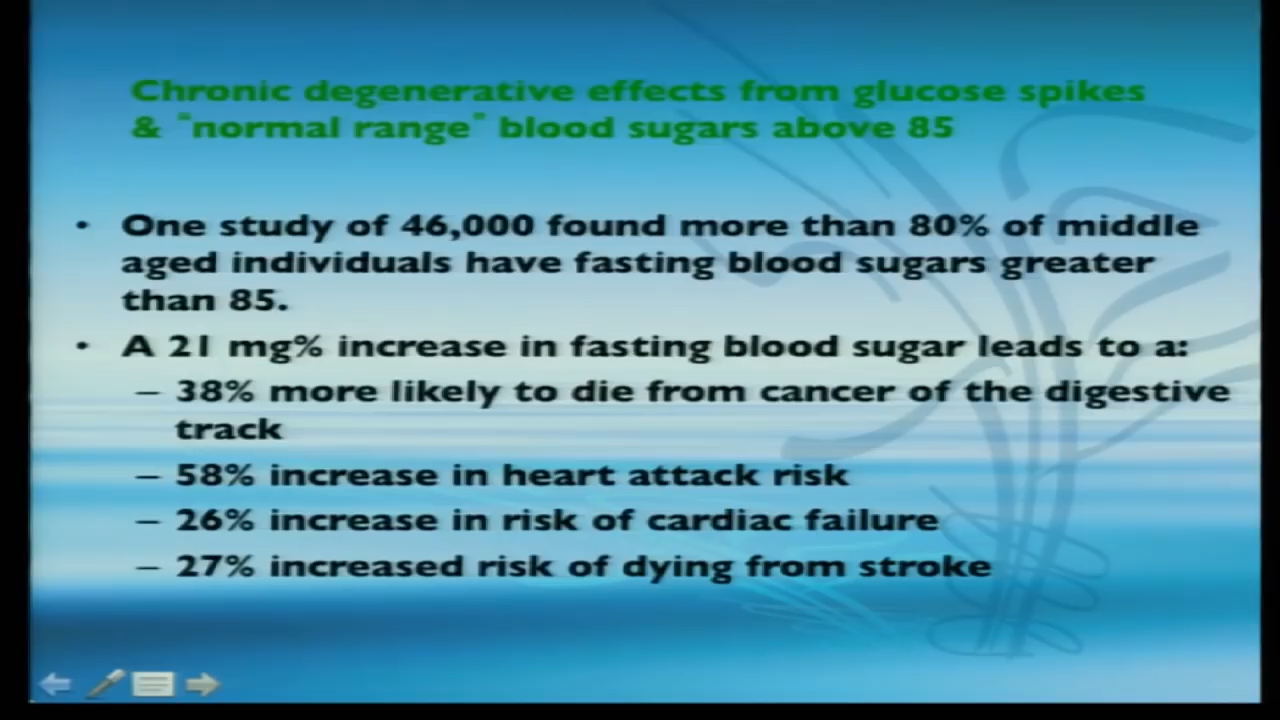 Chronic degenerative effects from glucose spikes
& "normal range" blood sugars above 85
• One study of 46,000 found more than 80% of middle
aged individuals have fasting blood sugars greater
than 85.
• A 21 mg% increase in fasting blood sugar leads to a:
– 38% more likely to die from cancer of the digestive
track
– 58% increase in heart attack risk
– 26% increase in risk of cardiac failure
– 27% increased risk of dying from stroke